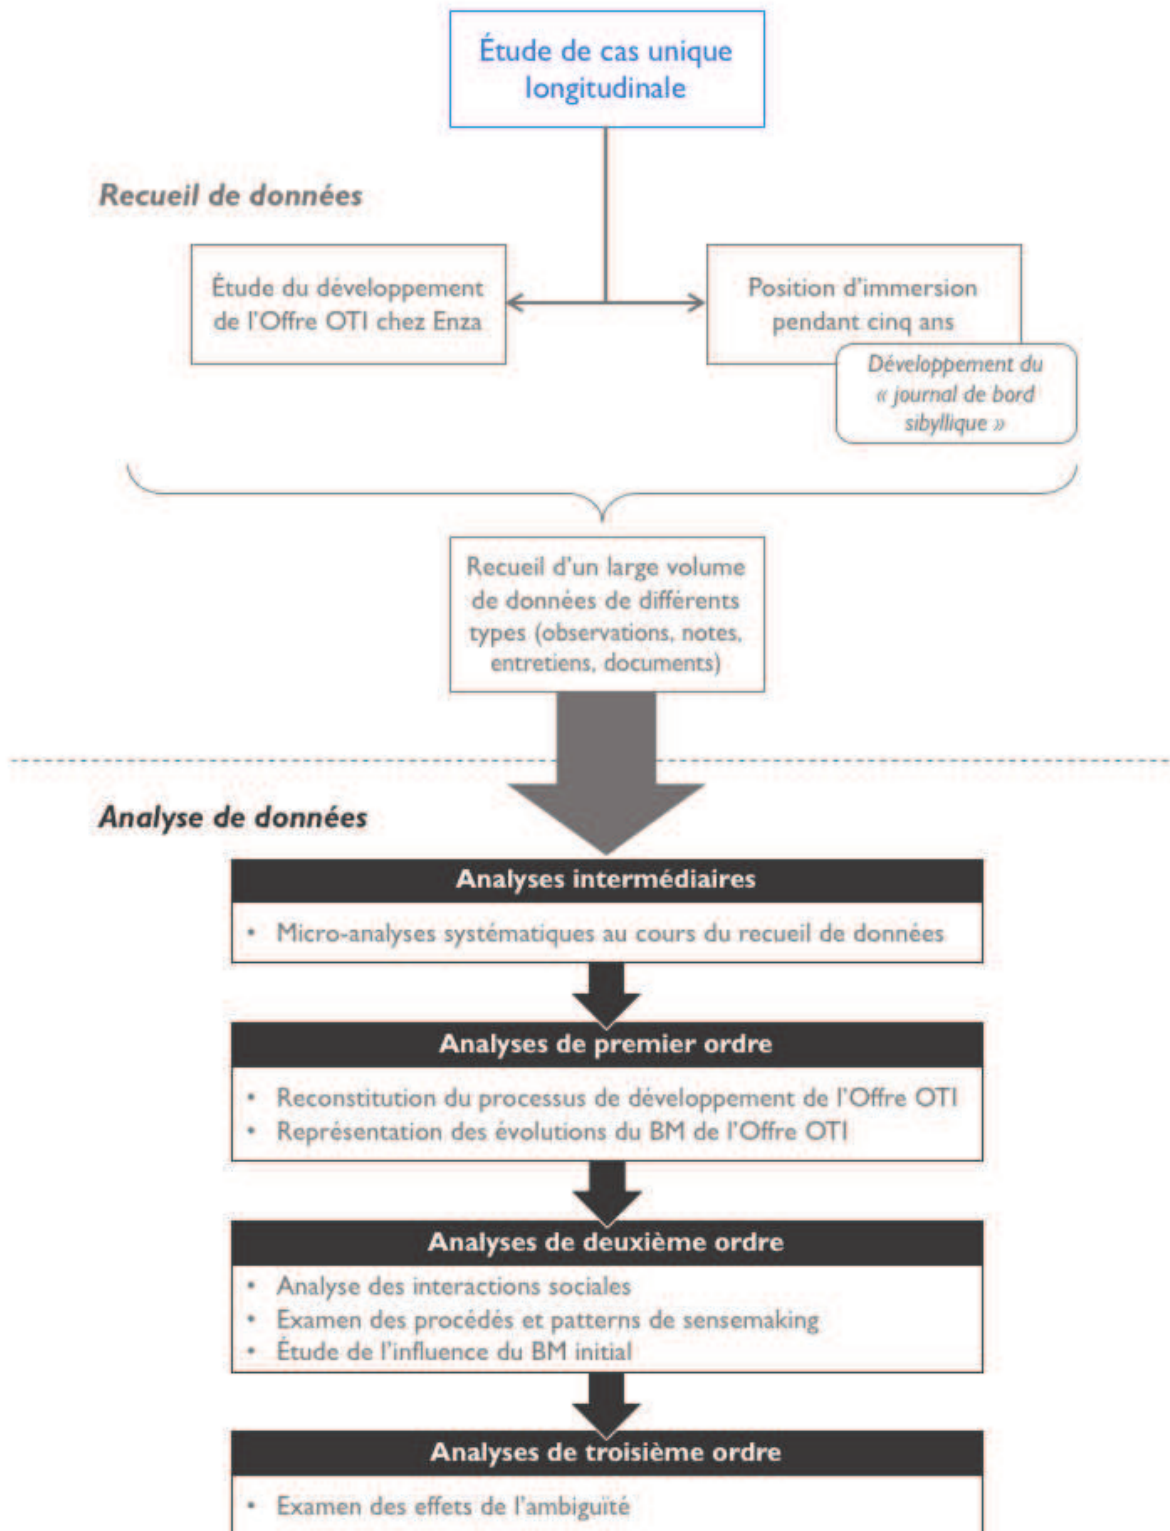 Étude de cas unique
longitudinale
Recueil de données
Étude du développement
de l'Offre OTI chez Enza
Position d'immersion
pendant cinq ans
Développement du
« journal de bord
sibyllique »
Recueil d'un large volume
de données de différents
types (observations, notes,
entretiens, documents)
Analyse de données
Analyses intermédiaires
• Micro-analyses systématiques au cours du recueil de données
Analyses de premier ordre
• Reconstitution du processus de développement de l'Offre OTI
• Représentation des évolutions du BM de l'Offre OTI
Analyses de deuxième ordre
• Analyse des interactions sociales
• Examen des procédés et patterns de sensemaking
• Étude de l'influence du BM initial
Analyses de troisième ordre
• Examen des effets de l'ambiguïté